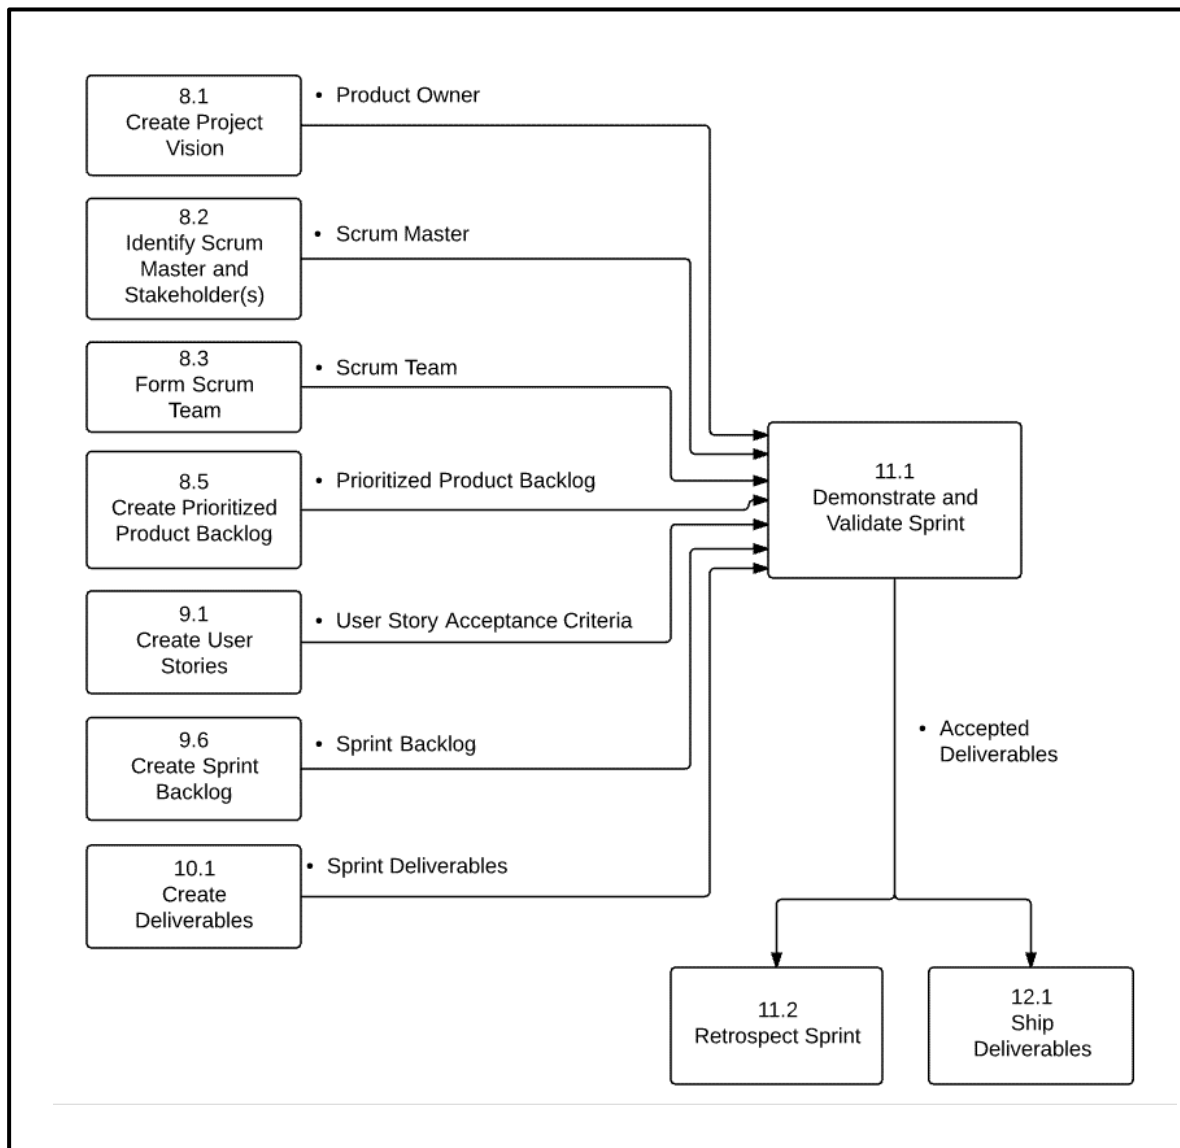 8.1
Create Project
Vision
• Product Owner
8.2
Identify Scrum
Master and
Stakeholder(s)
• Scrum Master
8.3
Form Scrum
Team
• Scrum Team
8.5
Create Prioritized
Product Backlog
• Prioritized Product Backlog
9.1
Create User
Stories
• User Story Acceptance Criteria
9.6
Create Sprint
Backlog
• Sprint Backlog
10.1
Create
Deliverables
• Sprint Deliverables
11.1
Demonstrate and
Validate Sprint
• Accepted
Deliverables
11.2
Retrospect Sprint
12.1
Ship
Deliverables